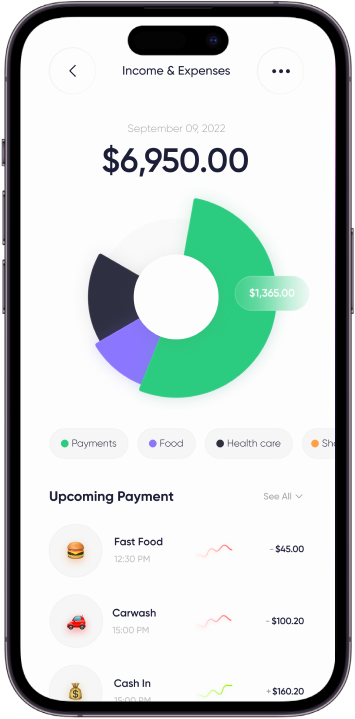 Income & Expenses
September 09, 2022
$6,950.00
$1,365.00
Payments Food Health care
Upcoming Payment See All
Fast Food
12:30 PM - $45.00
Carwash
15:00 PM - $100.20
Cash In
15:00 PM + $160.20